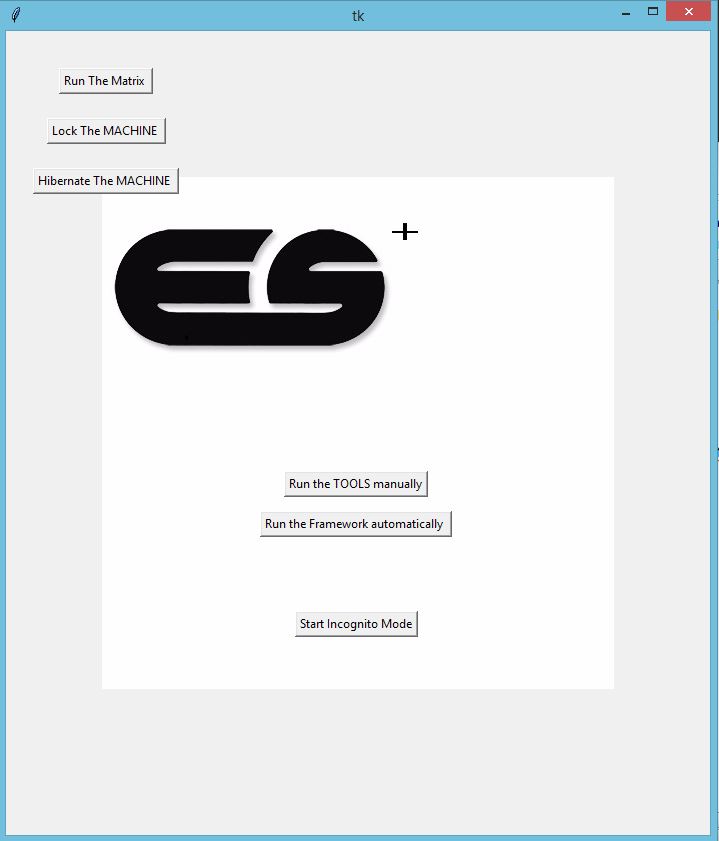 tk
Run The Matrix
Lock The MACHINE
Hibernate The MACHINE
ES
Run the TOOLS manually
Run the Framework automatically
Start Incognito Mode